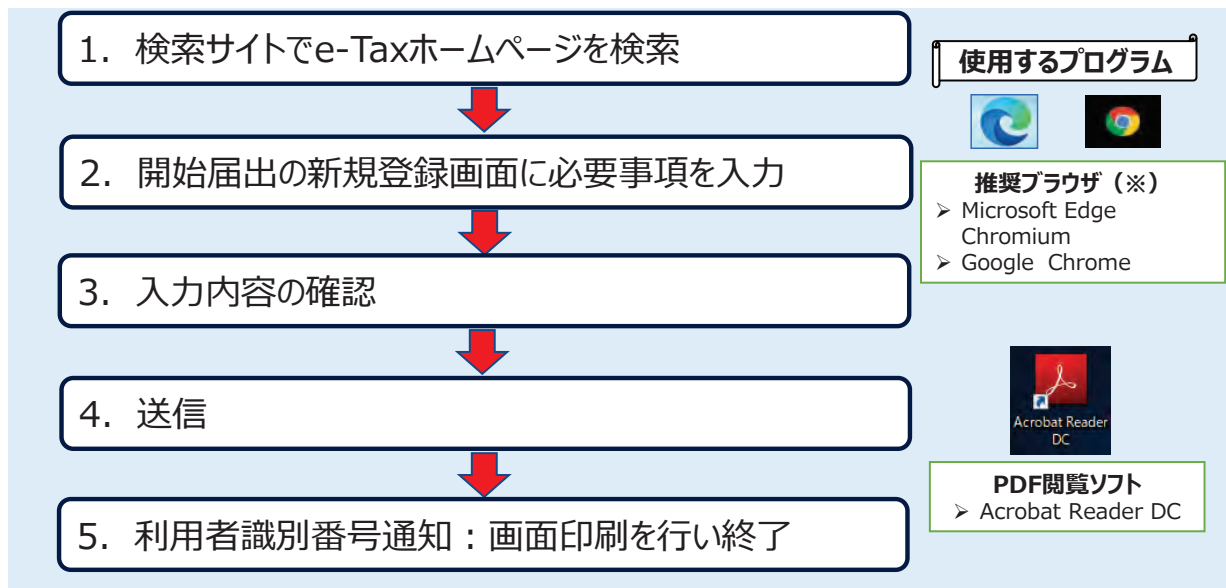 1. 検索サイトでe-Taxホームページを検索
2. 開始届出の新規登録画面に必要事項を入力
3. 入力内容の確認
4. 送信
5. 利用者識別番号通知：画面印刷を行い終了
使用するプログラム
推奨ブラウザ（※）
➢ Microsoft Edge
Chromium
➢ Google Chrome
Acrobat Reader
DC
PDF閲覧ソフト
➢ Acrobat Reader DC